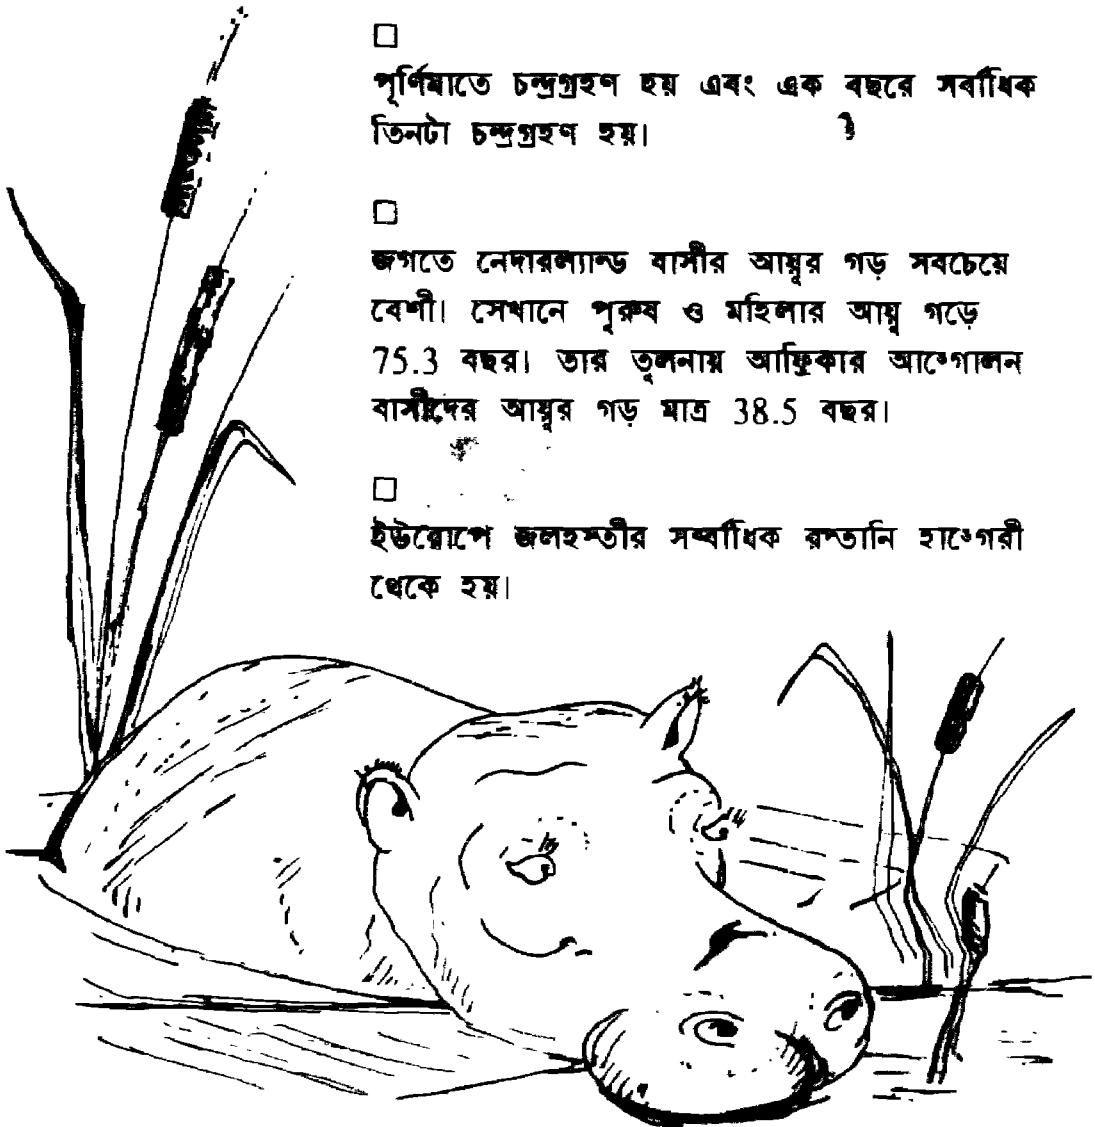 পূর্ণিমাতে চন্দ্রগ্রহণ হয় এবং এক বছরে সর্বাধিক
তিনটা চন্দ্রগ্রহণ হয়।
জগতে নেদারল্যান্ড বাসীর আয়ুর গড় সবচেয়ে
বেশী। সেখানে পুরুষ ও মহিলার আয়ু গড়ে
75.3 বছর। তার তুলনায় আফ্রিকার আঙ্গোলন
বাসীদের আয়ুর গড় মাত্র 38.5 বছর।
ইউরোপে জলহস্তীর সর্ব্বাধিক রপ্তানি হাঙ্গেরী
থেকে হয়।